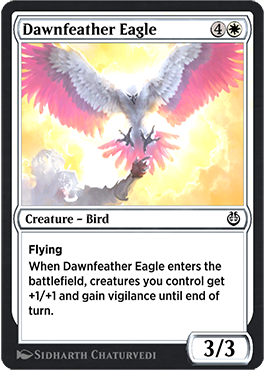 Dawnfeather Eagle 4
Creature – Bird
Flying
When Dawnfeather Eagle enters the
battlefield, creatures you control get
+1/+1 and gain vigilance until end of
turn.
Sidharth Chaturvedi
3/3